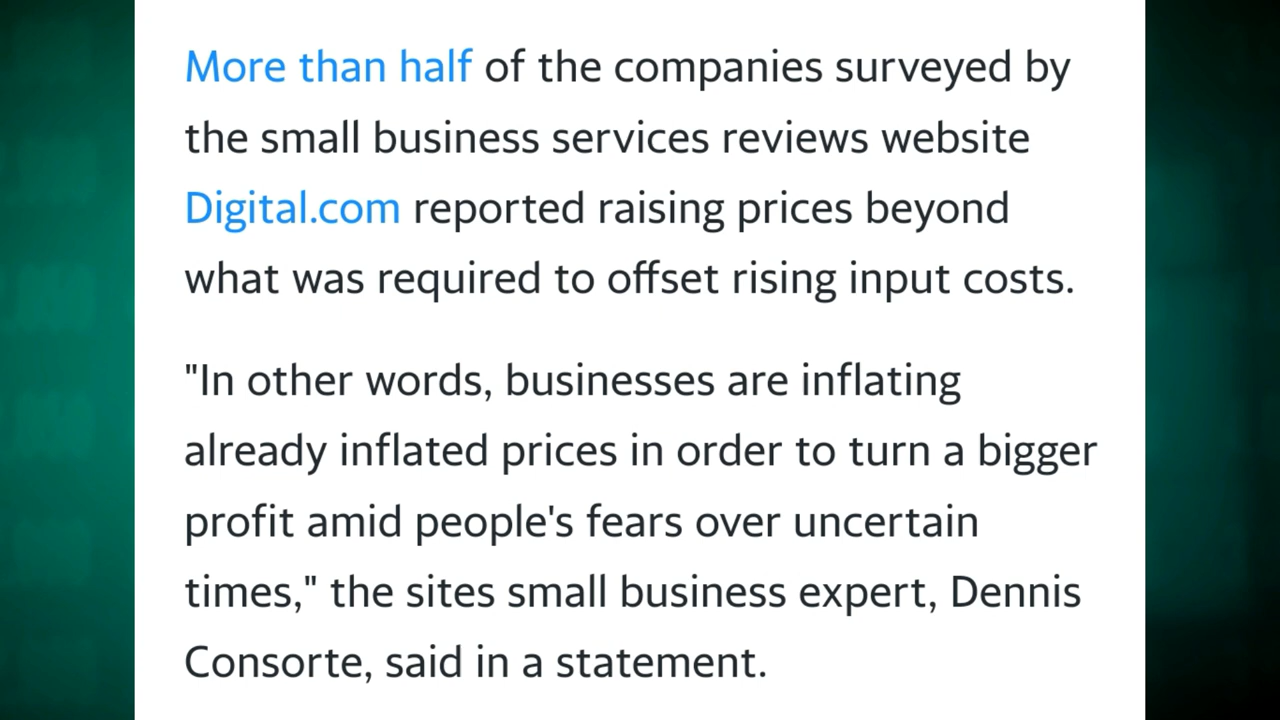 More than half of the companies surveyed by
the small business services reviews website
Digital.com reported raising prices beyond
what was required to offset rising input costs.
"In other words, businesses are inflating
already inflated prices in order to turn a bigger
profit amid people's fears over uncertain
times," the sites small business expert, Dennis
Consorte, said in a statement.